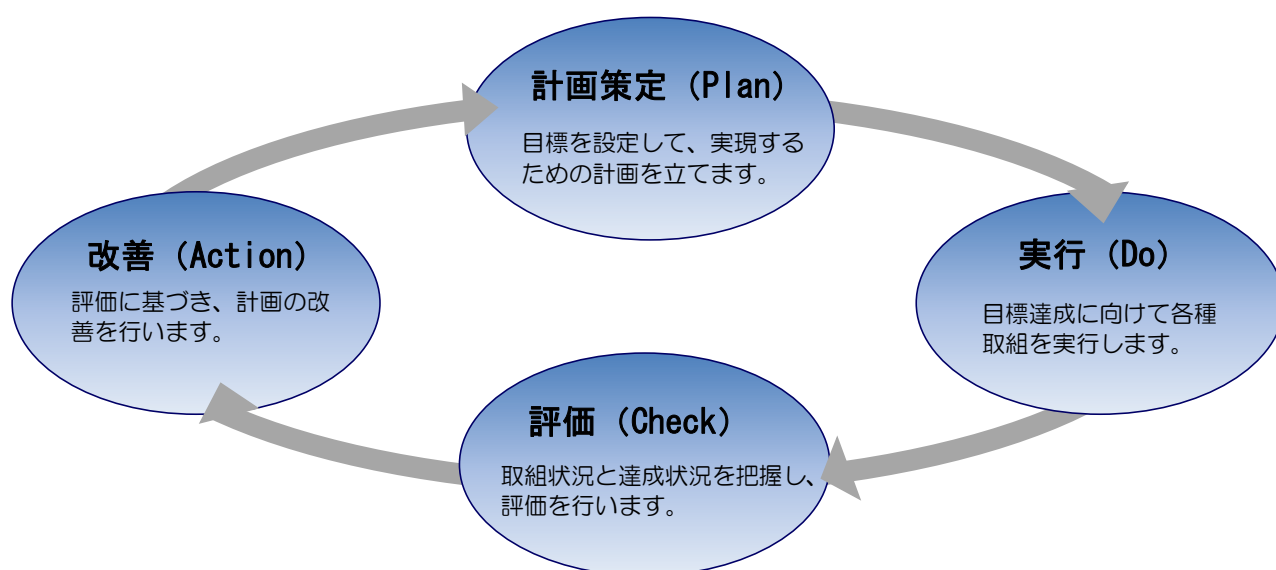 計画策定（Plan）
目標を設定して、実現する
ための計画を立てます。
実行（Do）
目標達成に向けて各種
取組を実行します。
評価（Check）
取組状況と達成状況を把握し、
評価を行います。
改善（Action）
評価に基づき、計画の改
善を行います。